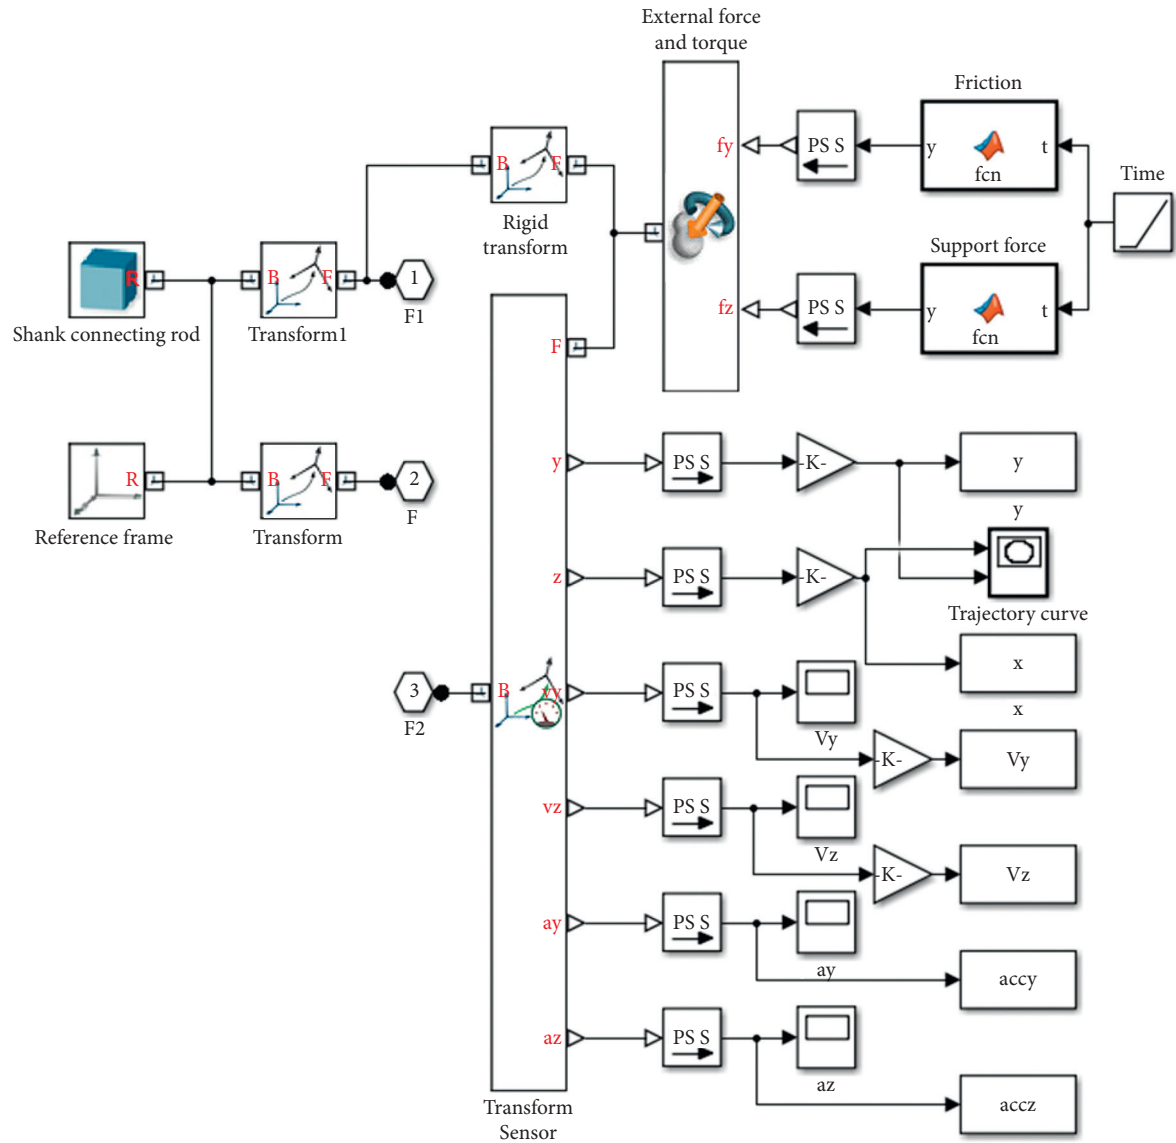 External force
and torque
Friction
fy
PS S
y
t
fcn
Time
B
F
Rigid
transform
Support force
R
B
F
1
Shank connecting rod
Transform1
F1
fz
PS S
y
t
fcn
F
R
B
F
2
Reference frame
Transform
F
y
PS S
-K-
y
y
z
PS S
-K-
Trajectory curve
x
x
3
F2
B
vy
PS S
Vy
-K-
Vy
vz
PS S
Vz
-K-
Vz
ay
PS S
ay
accy
az
PS S
az
accz
Transform
Sensor